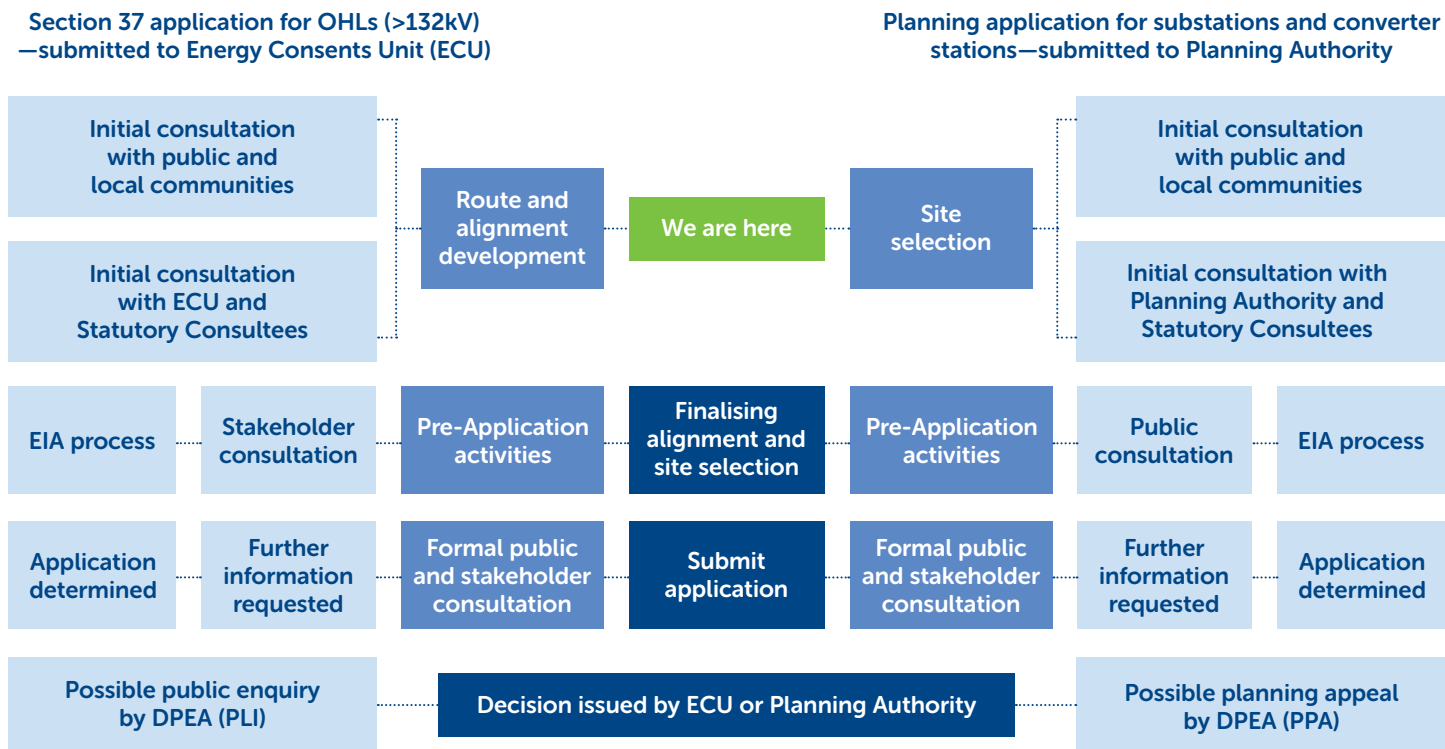 Section 37 application for OHLs (>132kV)
—submitted to Energy Consents Unit (ECU)
Planning application for substations and converter
stations—submitted to Planning Authority
Initial consultation
with public and
local communities
Initial consultation
with ECU and
Statutory Consultees
Route and
alignment
development
We are here
Site
selection
Initial consultation
with public and
local communities
Initial consultation with
Planning Authority and
Statutory Consultees
EIA process
Stakeholder
consultation
Pre-Application
activities
Finalising
alignment and
site selection
Pre-Application
activities
Public
consultation
EIA process
Application
determined
Further
information
requested
Formal public
and stakeholder
consultation
Submit
application
Formal public
and stakeholder
consultation
Further
information
requested
Application
determined
Possible public enquiry
by DPEA (PLI)
Decision issued by ECU or Planning Authority
Possible planning appeal
by DPEA (PPA)